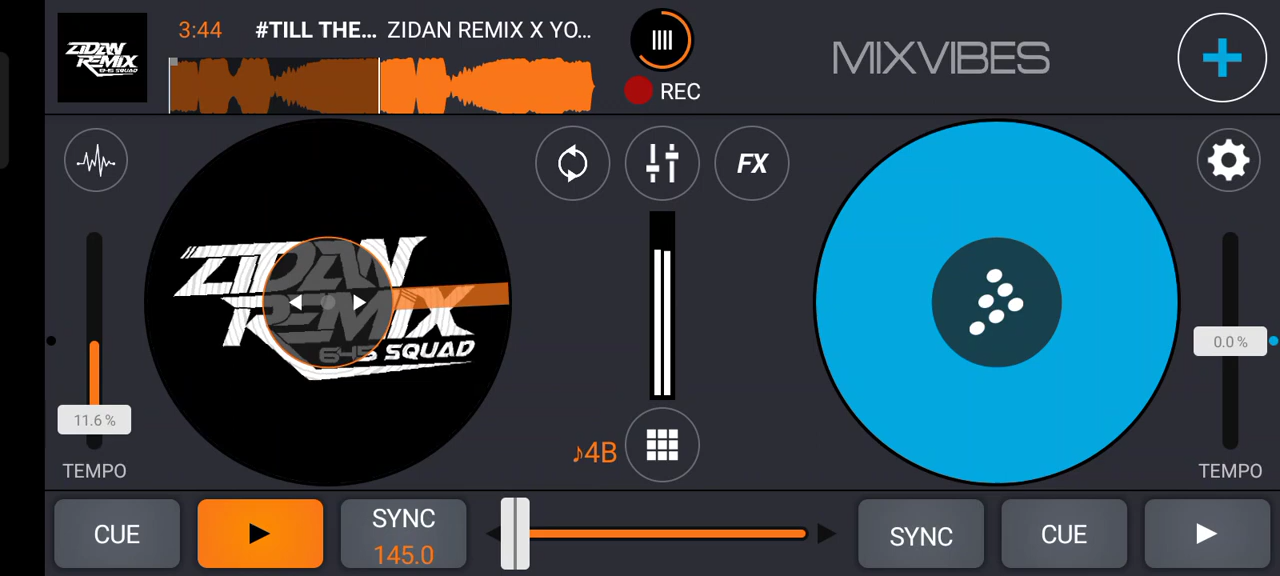 ZIDAN
REMIX
645 SQUAD
3:44
#TILL THE... ZIDAN REMIX X YO...
REC
MIXVIBES
FX
ZIDAN
REMIX
645 SQUAD
11.6 %
TEMPO
♪4B
0.0 %
TEMPO
CUE
SYNC
145.0
SYNC
CUE